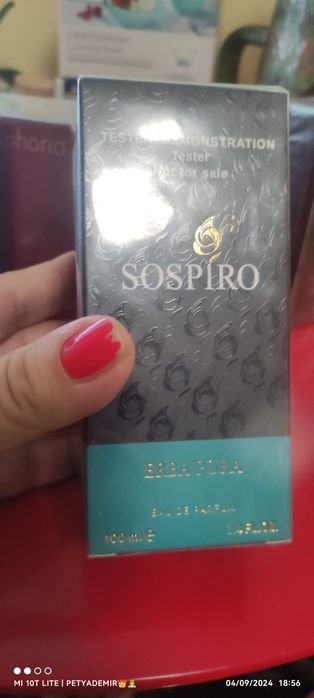 phoria
TESTER DEMONSTRATION
Tester
for sale
SOSPIRO
ERBA PURA
EAU DE PARFUM
100 ml ℮
MI 10T LITE | PETYADEMIR👑👸 04/09/2024 18:56